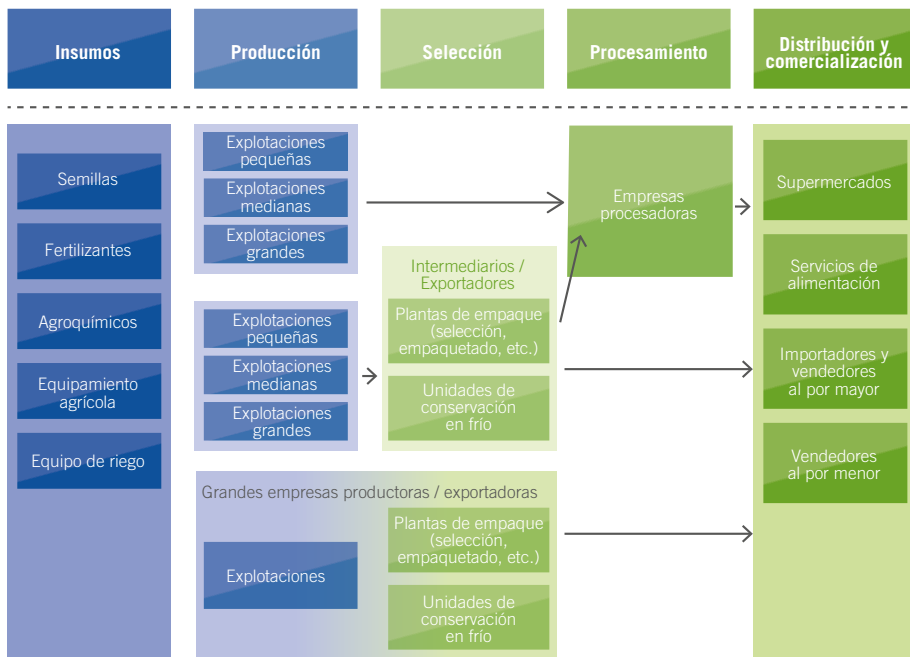 Insumos
Producción
Selección
Procesamiento
Distribución y
comercialización
Semillas
Fertilizantes
Agroquímicos
Equipamiento
agrícola
Equipo de riego
Explotaciones
pequeñas
Explotaciones
medianas
Explotaciones
grandes
Explotaciones
pequeñas
Explotaciones
medianas
Explotaciones
grandes
Intermediarios /
Exportadores
Plantas de empaque
(selección,
empaquetado, etc.)
Unidades de
conservación
en frío
Grandes empresas productoras / exportadoras
Explotaciones
Plantas de empaque
(selección,
empaquetado, etc.)
Unidades de
conservación
en frío
Empresas
procesadoras
Supermercados
Servicios de
alimentación
Importadores y
vendedores
al por mayor
Vendedores
al por menor